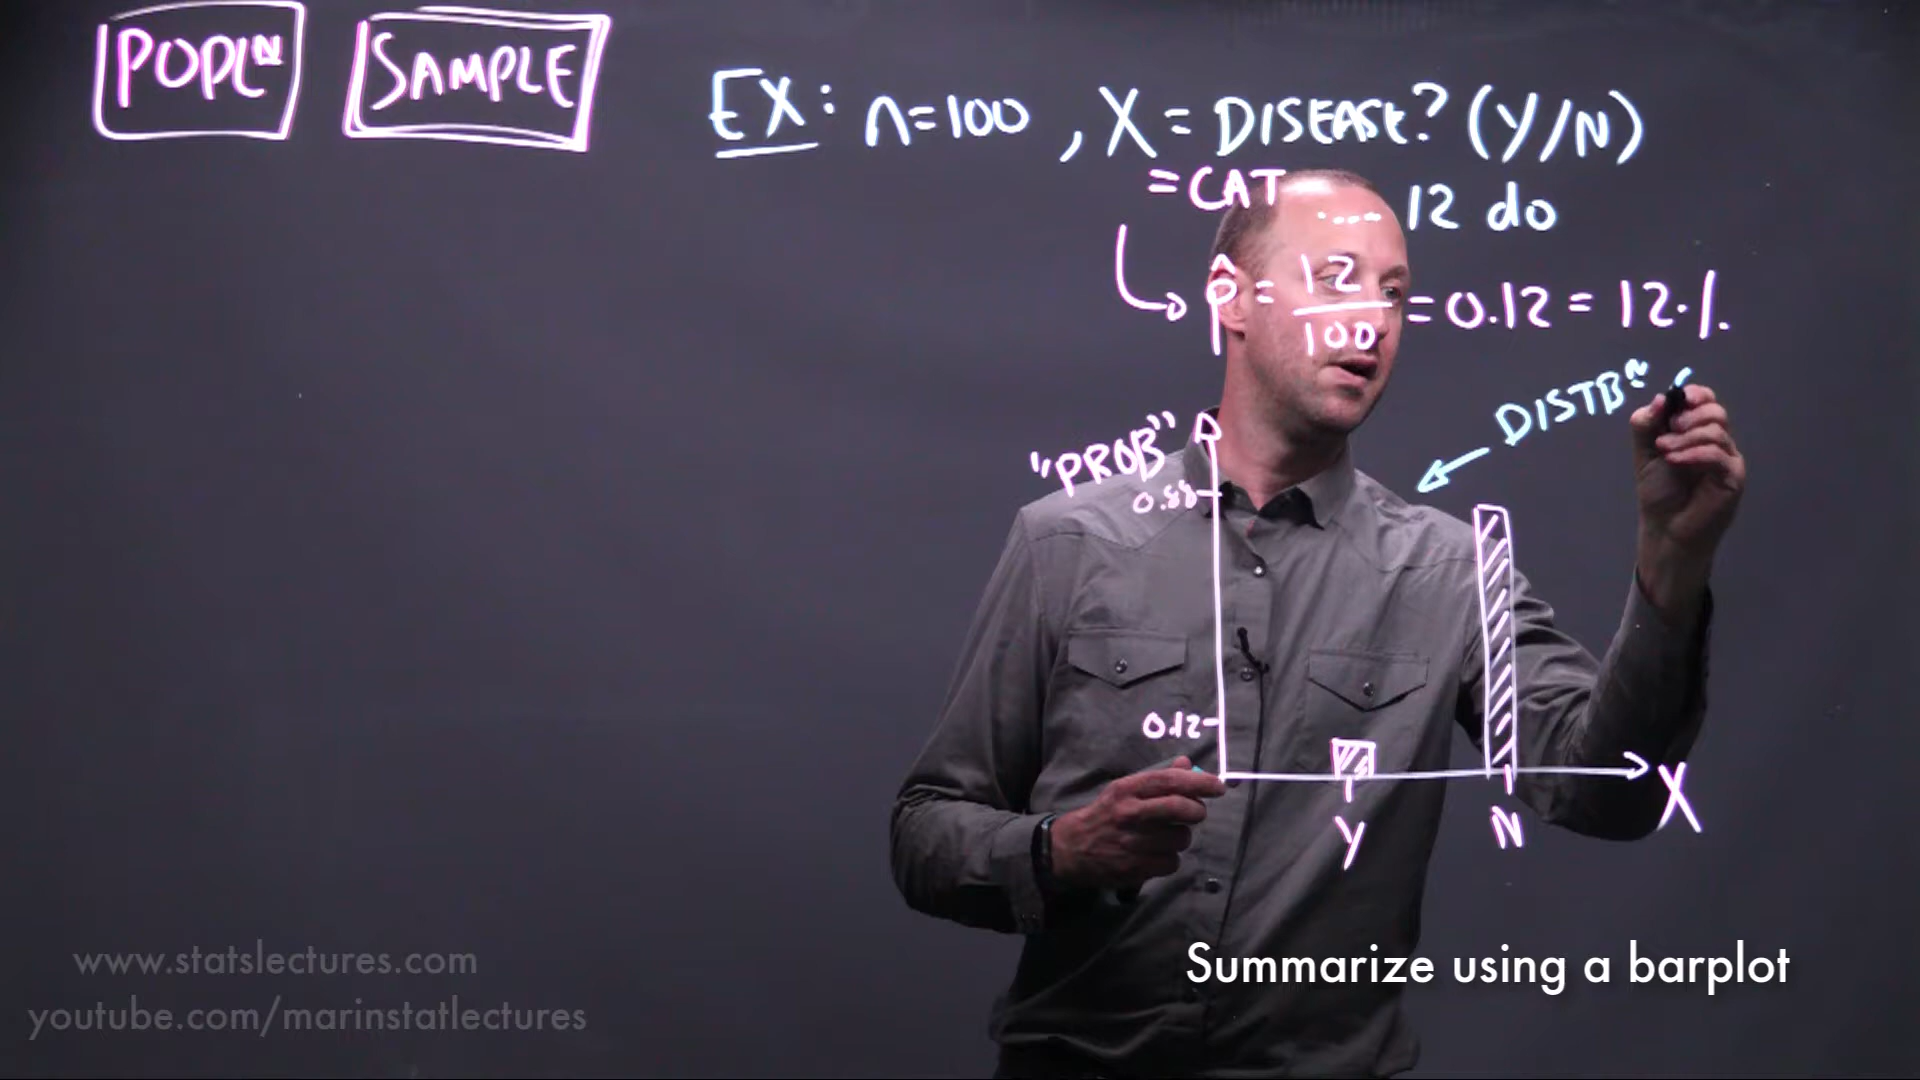 POPLᴺ
SAMPLE
EX: n=100, X = DISEASE? (Y/N)
= CAT .... 12 do
p̂ = 12/100 = 0.12 = 12%
DISTBᴺ
"PROB"
0.88
0.12
Y N X
Summarize using a barplot
www.statslectures.com
youtube.com/marinstatlectures